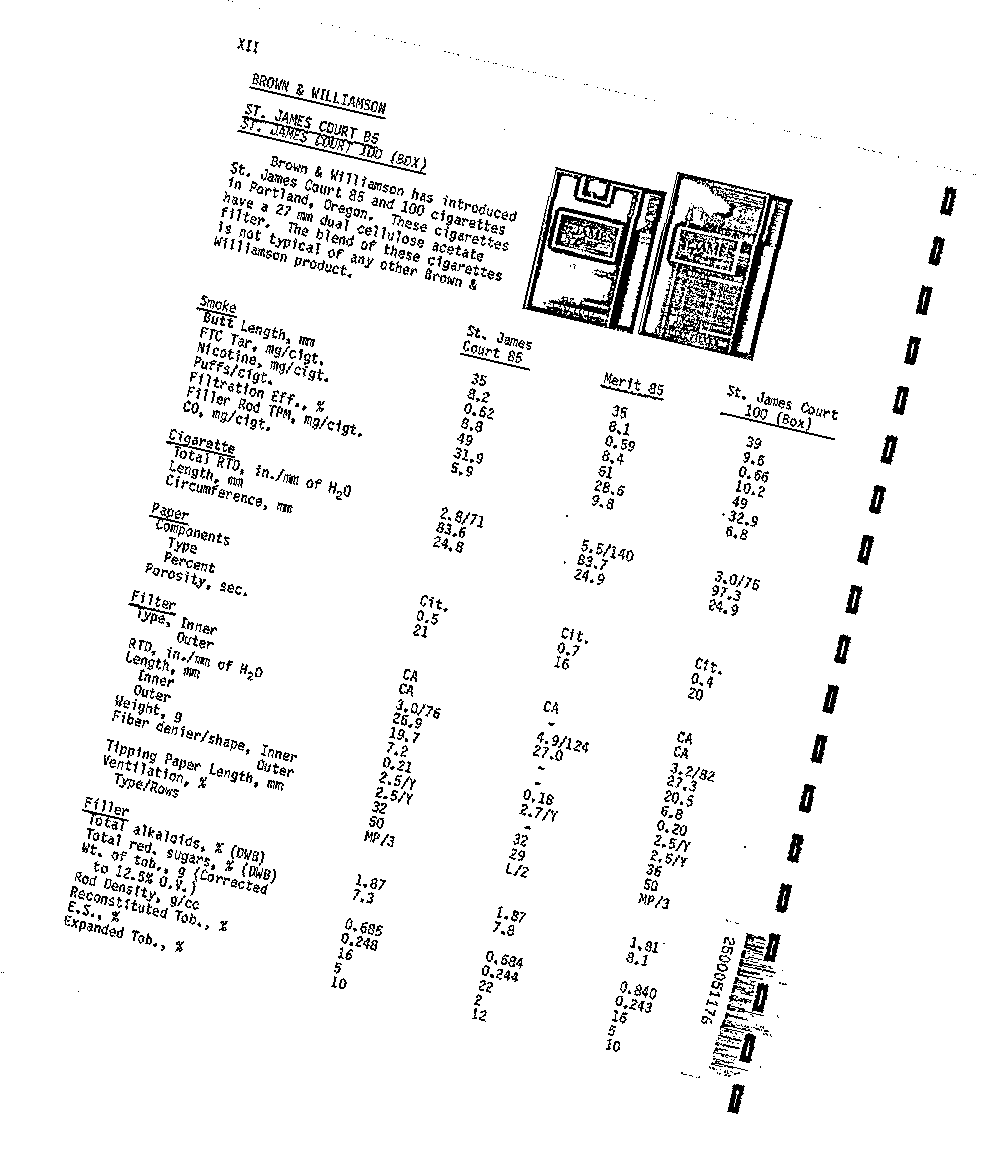 XII
BROWN & WILLIAMSON
ST. JAMES COURT 85
ST. JAMES COURT 100 (BOX)
Brown & Williamson has introduced
St. James Court 85 and 100 cigarettes
in Portland, Oregon. These cigarettes
have a 27 mm dual cellulose acetate
filter. The blend of these cigarettes
is not typical of any other Brown &
Williamson product.
St. James Court 85 Merit 85 St. James Court 100 (Box)
Smoke
Butt Length, mm 35 35 39
FTC Tar, mg/cigt. 8.2 8.1 9.6
Nicotine, mg/cigt. 0.62 0.59 0.66
Puffs/cigt. 8.8 8.4 10.2
Filtration Eff., % 49 61 49
Filler Rod TPM, mg/cigt. 31.9 28.6 32.9
CO, mg/cigt. 5.9 9.8 6.8
Cigarette
Total RTD, in./mm of H2O 2.8/71 5.5/140 3.0/76
Length, mm 83.6 83.7 97.3
Circumference, mm 24.8 24.9 24.9
Paper
Components
Type Cit. Cit. Cit.
Percent 0.5 0.7 0.4
Porosity, sec. 21 16 20
Filter
Type, Inner CA CA CA
Outer CA - CA
RTD, in./mm of H2O 3.0/76 4.9/124 3.2/82
Length, mm 26.9 27.0 27.3
Inner 19.7 - 20.5
Outer 7.2 - 6.8
Weight, g 0.21 0.18 0.20
Fiber denier/shape, Inner 2.5/Y 2.7/Y 2.5/Y
Outer 2.5/Y - 2.5/Y
Tipping Paper Length, mm 32 32 36
Ventilation, % 50 29 50
Type/Rows MP/3 L/2 MP/3
Filler
Total alkaloids, % (DWB) 1.87 1.87 1.81
Total red. sugars, % (DWB) 7.3 7.8 8.1
Wt. of tob., g (Corrected
to 12.5% O.V.) 0.685 0.684 0.840
Rod Density, g/cc 0.248 0.244 0.243
Reconstituted Tob., % 16 22 16
E.S., % 5 2 5
Expanded Tob., % 10 12 10
2500051176